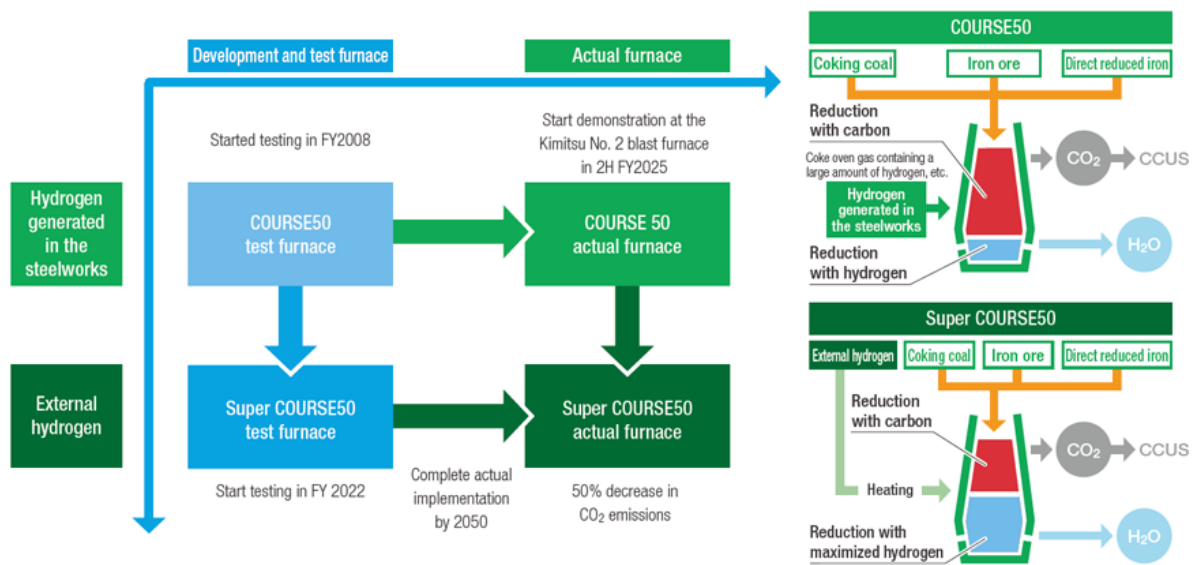 Development and test furnace
Actual furnace
Started testing in FY2008
Start demonstration at the
Kimitsu No. 2 blast furnace
in 2H FY2025
Hydrogen
generated
in the
steelworks
COURSE50
test furnace
COURSE 50
actual furnace
External
hydrogen
Super COURSE50
test furnace
Super COURSE50
actual furnace
Start testing in FY 2022
Complete actual
implementation
by 2050
50% decrease in
CO₂ emissions
COURSE50
Coking coal
Iron ore
Direct reduced iron
Reduction
with carbon
Coke oven gas containing a
large amount of hydrogen, etc.
Hydrogen
generated in
the steelworks
Reduction
with hydrogen
CO₂
CCUS
H₂O
Super COURSE50
External hydrogen
Coking coal
Iron ore
Direct reduced iron
Reduction
with carbon
CO₂
CCUS
Heating
Reduction with
maximized hydrogen
H₂O